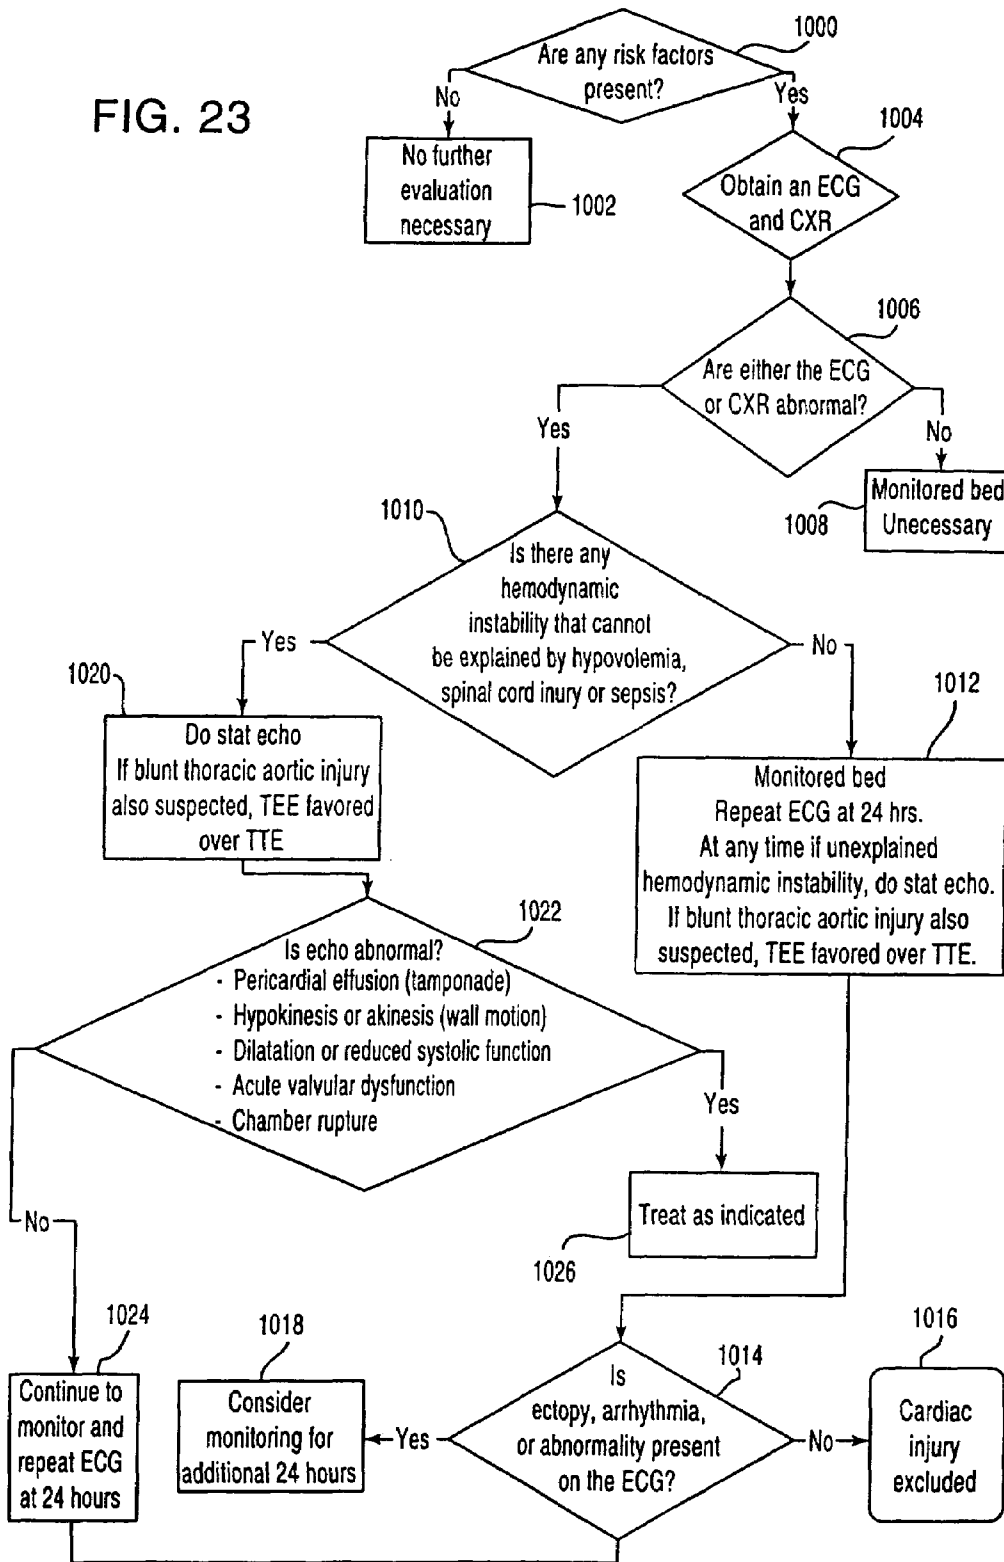 FIG. 23
1000
Are any risk factors
present?
No
Yes
No further
evaluation
necessary
1002
1004
Obtain an ECG
and CXR
1006
Are either the ECG
or CXR abnormal?
Yes
No
Monitored bed
Unecessary
1008
1010
Is there any
hemodynamic
instability that cannot
be explained by hypovolemia,
spinal cord inury or sepsis?
Yes
No
1020
Do stat echo
If blunt thoracic aortic injury
also suspected, TEE favored
over TTE
1012
Monitored bed
Repeat ECG at 24 hrs.
At any time if unexplained
hemodynamic instability, do stat echo.
If blunt thoracic aortic injury also
suspected, TEE favored over TTE.
1022
Is echo abnormal?
- Pericardial effusion (tamponade)
- Hypokinesis or akinesis (wall motion)
- Dilatation or reduced systolic function
- Acute valvular dysfunction
- Chamber rupture
Yes
No
Treat as indicated
1026
1024
Continue to
monitor and
repeat ECG
at 24 hours
1018
Consider
monitoring for
additional 24 hours
Yes
1014
Is
ectopy, arrhythmia,
or abnormality present
on the ECG?
No
1016
Cardiac
injury
excluded